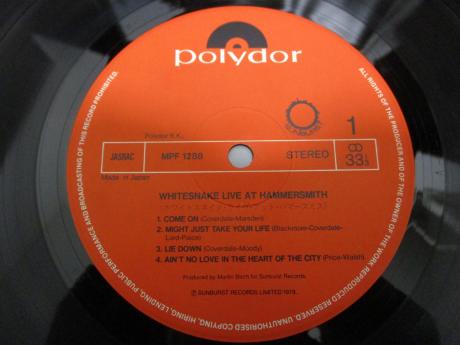 polydor
Polydor K.K.,
JASRAC
MPF 1288
Made in Japan
SUNBURST
STEREO
1
33⅓
WHITESNAKE LIVE AT HAMMERSMITH
1. COME ON (Coverdale-Marsden)
2. MIGHT JUST TAKE YOUR LIFE (Blackmore-Coverdale-
Lord-Paice)
3. LIE DOWN (Coverdale-Moody)
4. AIN'T NO LOVE IN THE HEART OF THE CITY (Price-Walsh)
Produced by Martin Birch for Sunburst Records.
Ⓟ SUNBURST RECORDS LIMITED 1978.
ALL RIGHTS OF THE PRODUCER AND OF THE OWNER OF THE WORK REPRODUCED RESERVED. UNAUTHORISED COPYING, HIRING, LENDING, PUBLIC PERFORMANCE AND BROADCASTING OF THIS RECORD PROHIBITED.